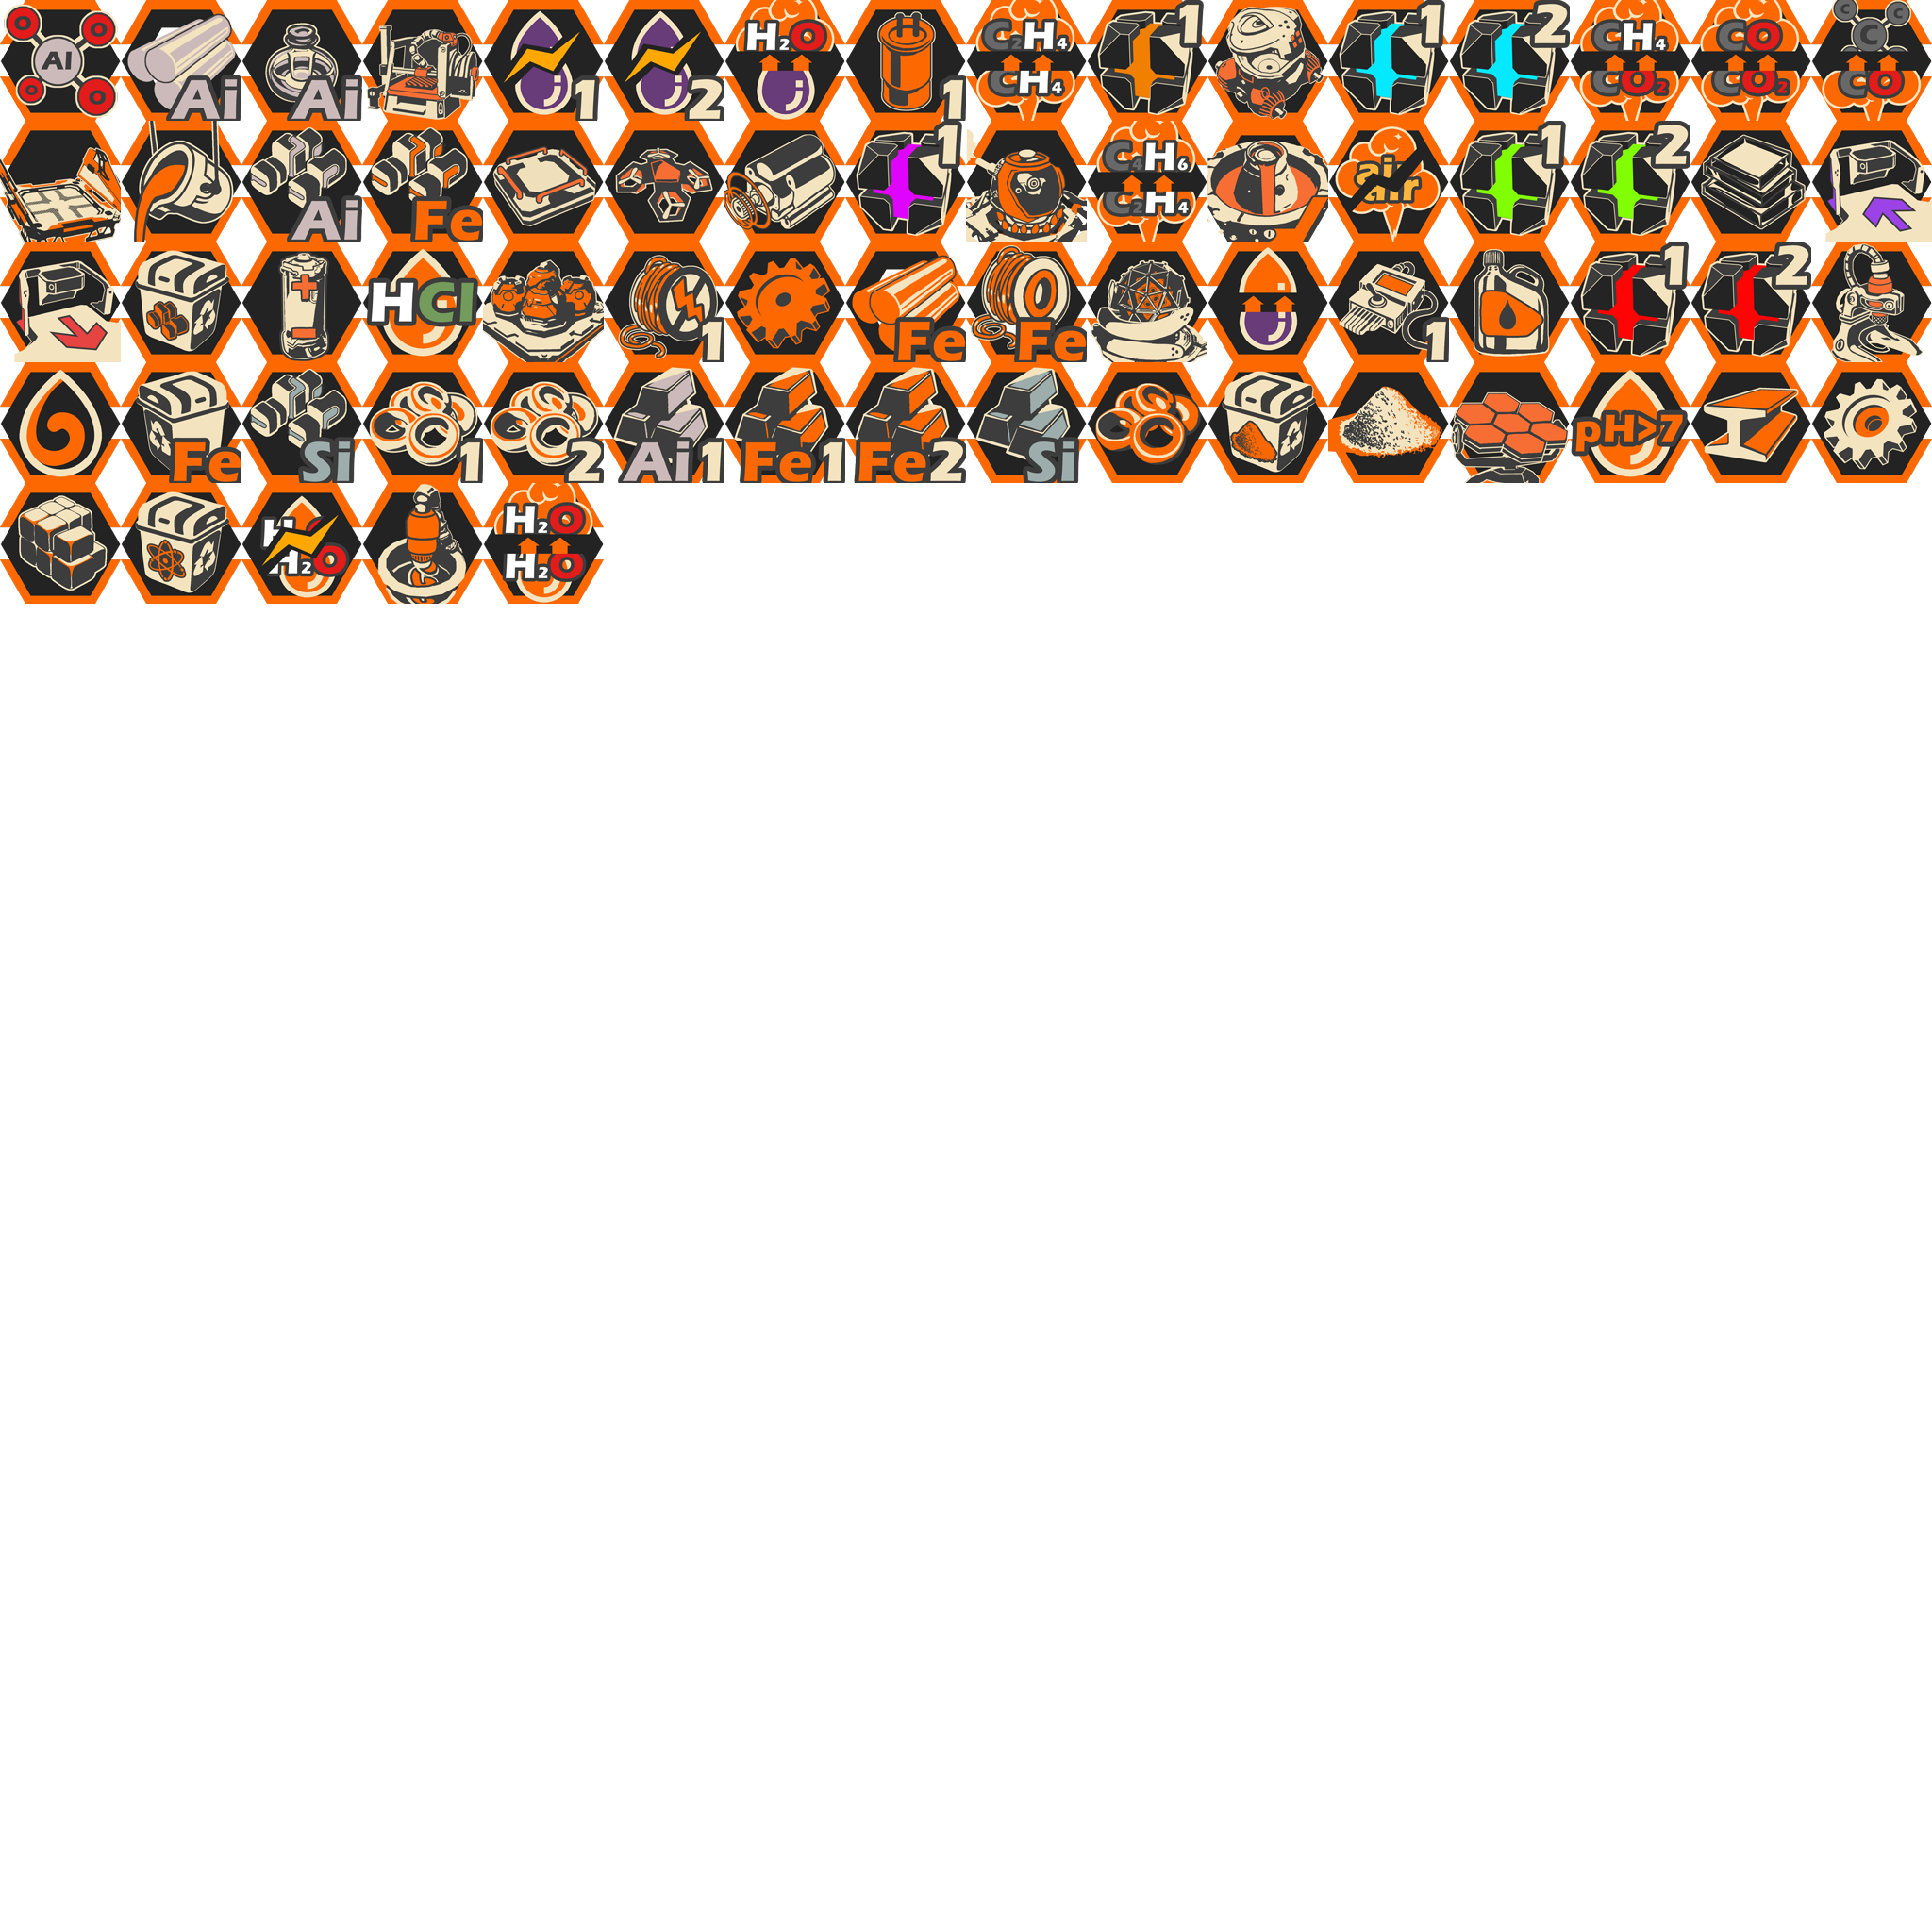 O O Al O O
Ai
Ai
1
2
H₂O
1
C₂H₄
CH₄
1
1
2
CH₄
CO₂
CO
CO₂
C C C
CO
Ai
Fe
1
C₄H₆
C₂H₄
air
air
1
2
+
HCl
1
Fe
Fe
1
1
2
Fe
Si
1
2
Ai1
Fe1
Fe2
Si
pH>7
H₂O
H₂O
H₂O